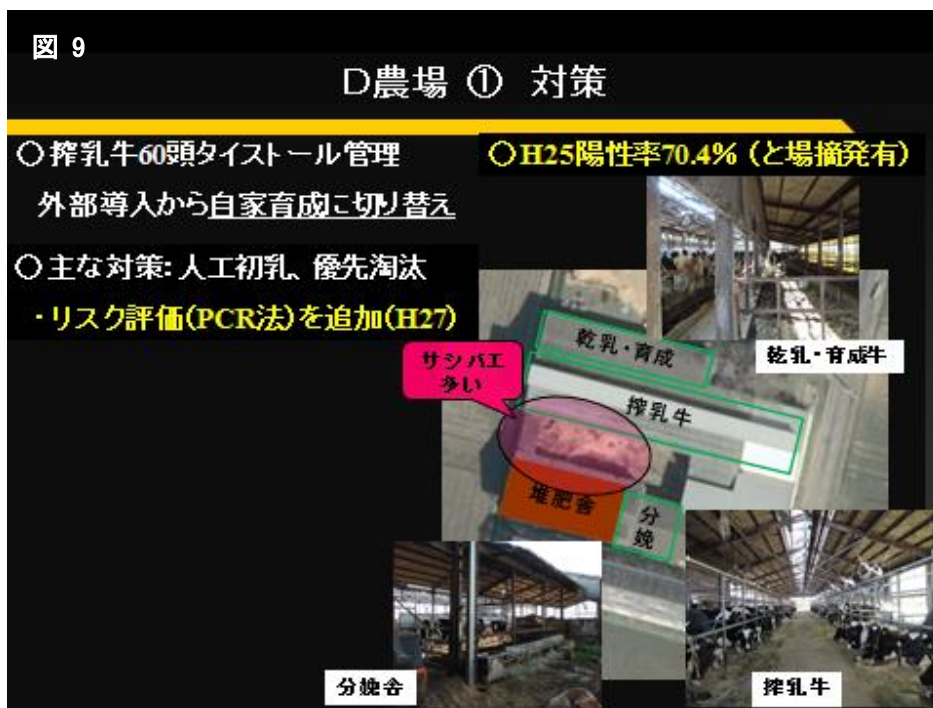 図 9
D農場 ① 対策
○搾乳牛60頭タイストール管理
外部導入から自家育成に切り替え
○H25陽性率70.4%（と場摘発有）
○主な対策: 人工初乳、優先淘汰
・リスク評価(PCR法)を追加(H27)
サシバエ
多い
乾乳・育成
搾乳牛
堆肥舎
分
娩
乾乳・育成牛
分娩舎
搾乳牛